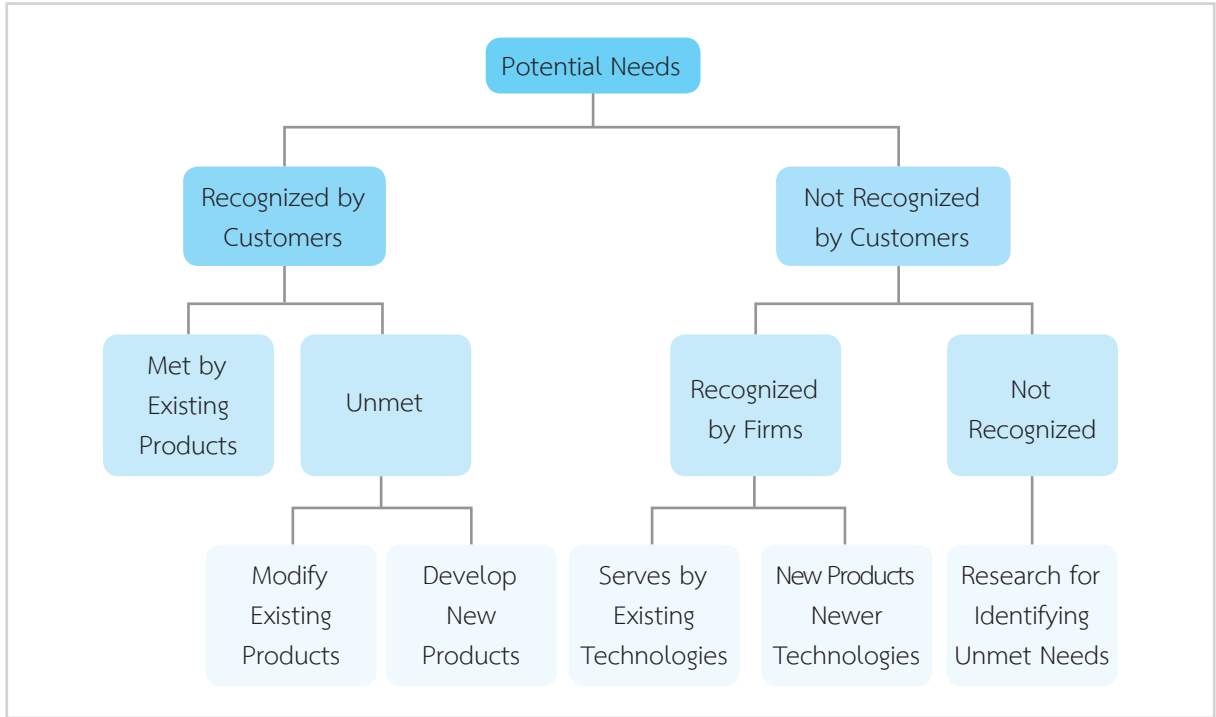 Potential Needs
Recognized by
Customers
Not Recognized
by Customers
Met by
Existing
Products
Unmet
Recognized
by Firms
Not
Recognized
Modify
Existing
Products
Develop
New
Products
Serves by
Existing
Technologies
New Products
Newer
Technologies
Research for
Identifying
Unmet Needs